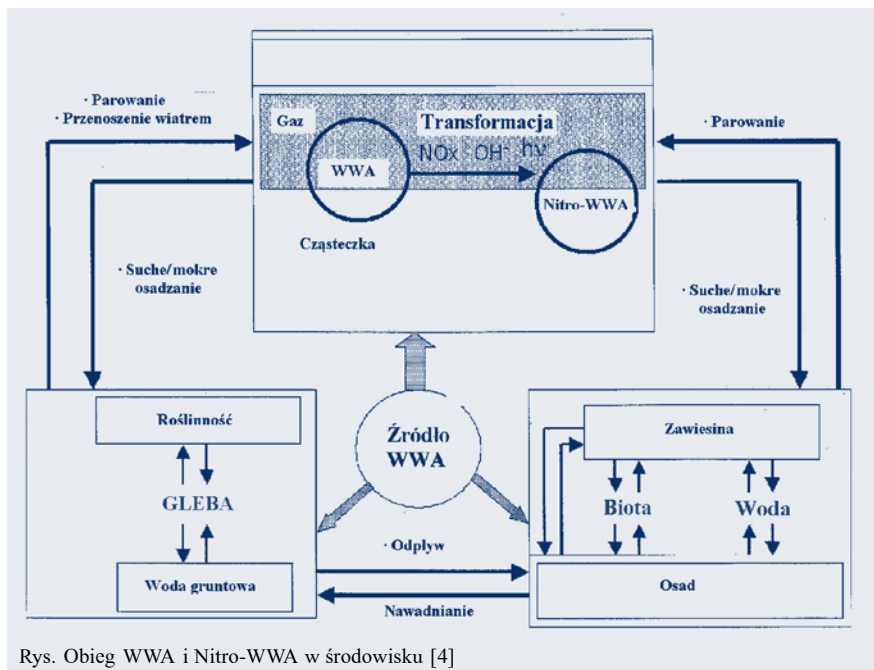 · Parowanie
· Przenoszenie wiatrem
Gaz
Transformacja
NOx OH- hν
WWA
Nitro-WWA
Cząsteczka
· Parowanie
· Suche/mokre
osadzanie
· Suche/mokre
osadzanie
Źródło
WWA
Roślinność
GLEBA
Woda gruntowa
· Odpływ
Nawadnianie
Zawiesina
Biota
Woda
Osad
Rys. Obieg WWA i Nitro-WWA w środowisku [4]